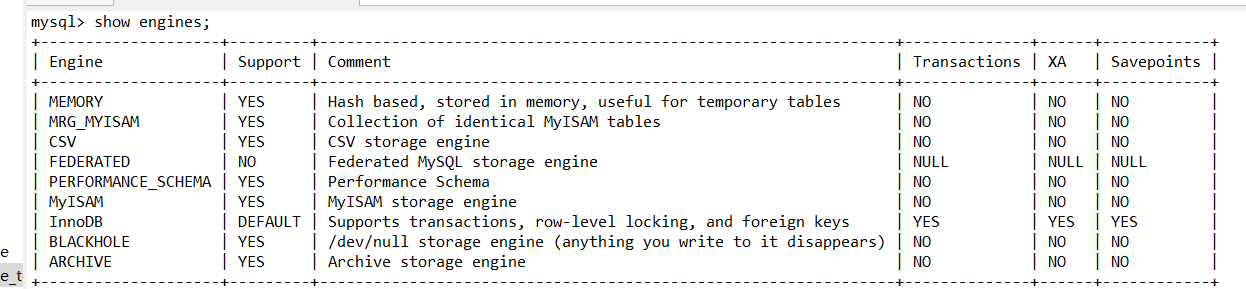 mysql> show engines;
+--------------------+---------+----------------------------------------------------------------+--------------+------+------------+
| Engine             | Support | Comment                                                        | Transactions | XA   | Savepoints |
+--------------------+---------+----------------------------------------------------------------+--------------+------+------------+
| MEMORY             | YES     | Hash based, stored in memory, useful for temporary tables      | NO           | NO   | NO         |
| MRG_MYISAM         | YES     | Collection of identical MyISAM tables                          | NO           | NO   | NO         |
| CSV                | YES     | CSV storage engine                                             | NO           | NO   | NO         |
| FEDERATED          | NO      | Federated MySQL storage engine                                 | NULL         | NULL | NULL       |
| PERFORMANCE_SCHEMA | YES     | Performance Schema                                             | NO           | NO   | NO         |
| MyISAM             | YES     | MyISAM storage engine                                          | NO           | NO   | NO         |
| InnoDB             | DEFAULT | Supports transactions, row-level locking, and foreign keys     | YES          | YES  | YES        |
| BLACKHOLE          | YES     | /dev/null storage engine (anything you write to it disappears) | NO           | NO   | NO         |
| ARCHIVE            | YES     | Archive storage engine                                         | NO           | NO   | NO         |
+--------------------+---------+----------------------------------------------------------------+--------------+------+------------+
e
e_t